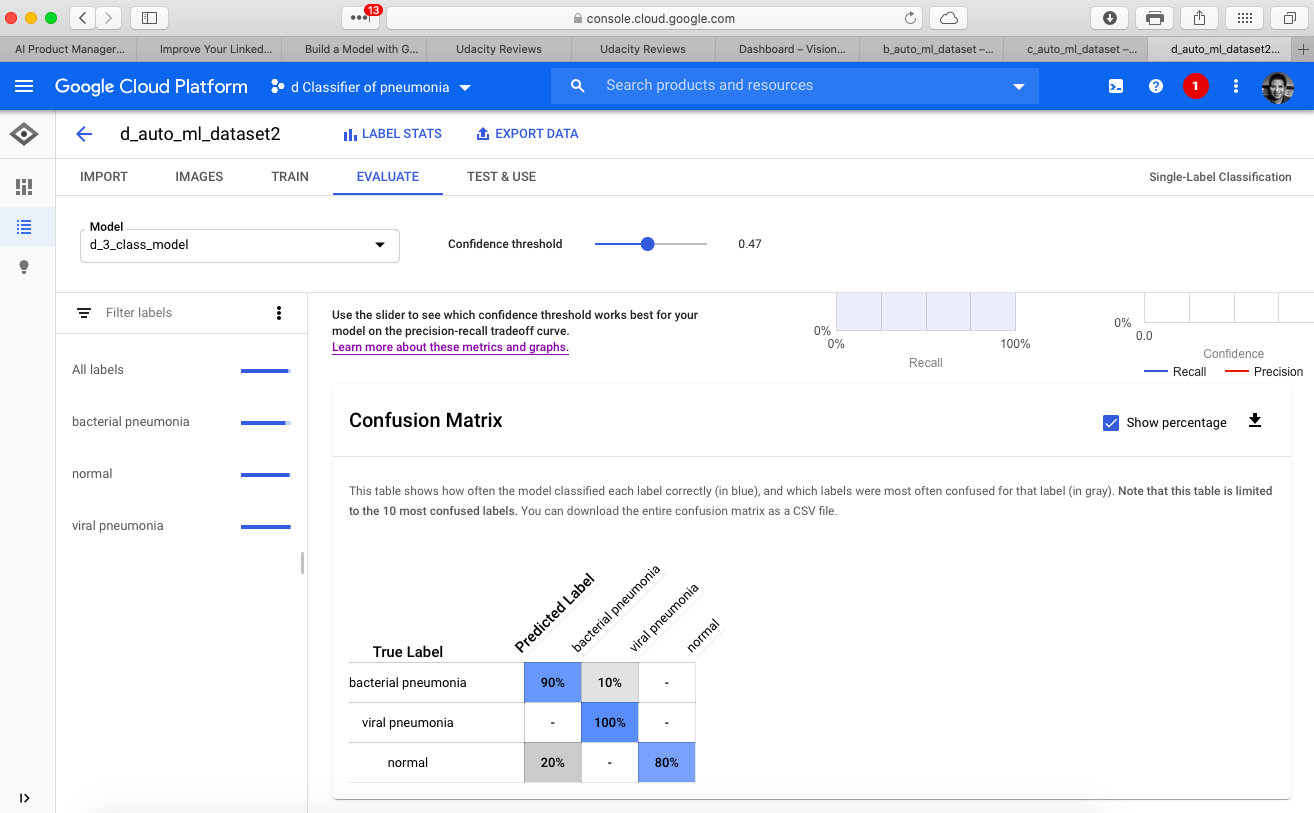 13
console.cloud.google.com
AI Product Manager...
Improve Your Linked...
Build a Model with G...
Udacity Reviews
Udacity Reviews
Dashboard – Vision...
b_auto_ml_dataset –...
c_auto_ml_dataset –...
d_auto_ml_dataset2...
Google Cloud Platform
d Classifier of pneumonia
Search products and resources
1
d_auto_ml_dataset2
LABEL STATS
EXPORT DATA
IMPORT
IMAGES
TRAIN
EVALUATE
TEST & USE
Single-Label Classification
Model
d_3_class_model
Confidence threshold
0.47
Filter labels
All labels
bacterial pneumonia
normal
viral pneumonia
Use the slider to see which confidence threshold works best for your
model on the precision-recall tradeoff curve.
Learn more about these metrics and graphs.
0%
0%
100%
Recall
0%
0.0
Confidence
Recall
Precision
Confusion Matrix
Show percentage
This table shows how often the model classified each label correctly (in blue), and which labels were most often confused for that label (in gray). Note that this table is limited
to the 10 most confused labels. You can download the entire confusion matrix as a CSV file.
True Label
Predicted Label
bacterial pneumonia
viral pneumonia
normal
bacterial pneumonia 90% 10% -
viral pneumonia - 100% -
normal 20% - 80%